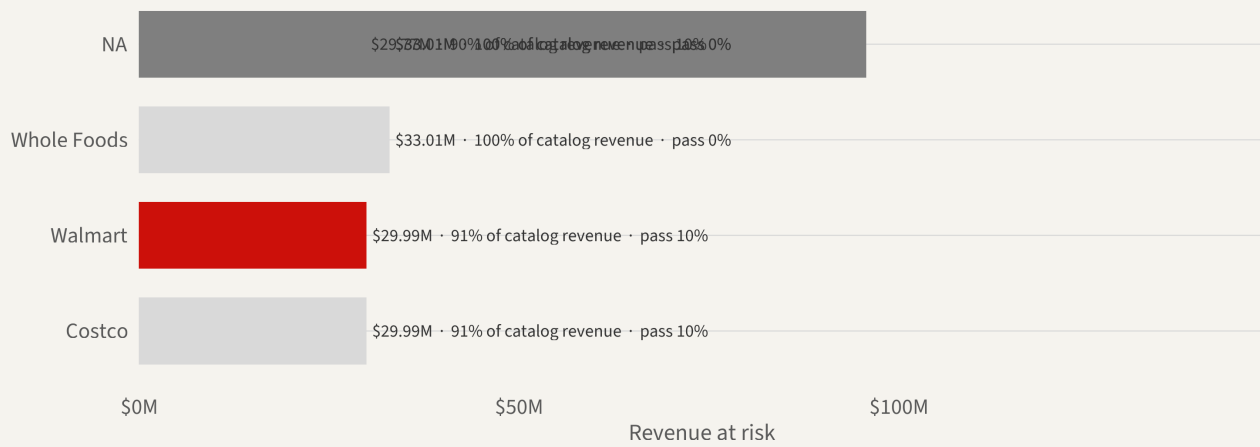 NA
Whole Foods
$33.01M · 100% of catalog revenue · pass 0%
Walmart
$29.99M · 91% of catalog revenue · pass 10%
Costco
$29.99M · 91% of catalog revenue · pass 10%
$0M $50M $100M
Revenue at risk